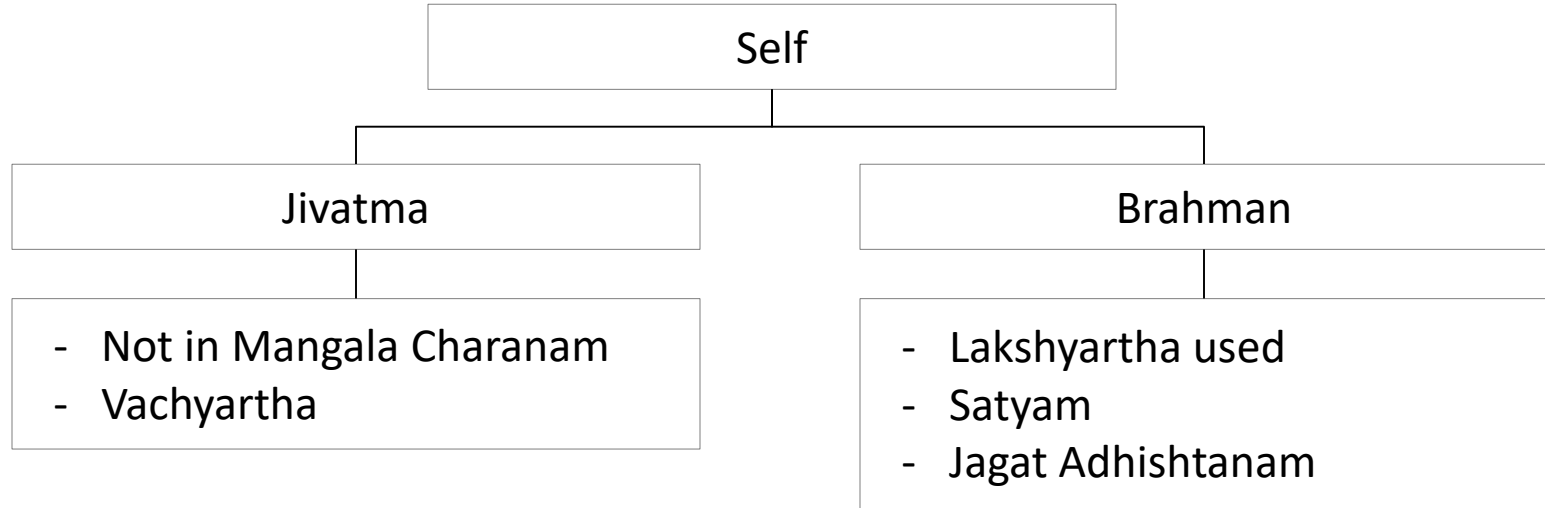 Self
Jivatma
Brahman
- Not in Mangala Charanam
- Vachyartha
- Lakshyartha used
- Satyam
- Jagat Adhishtanam